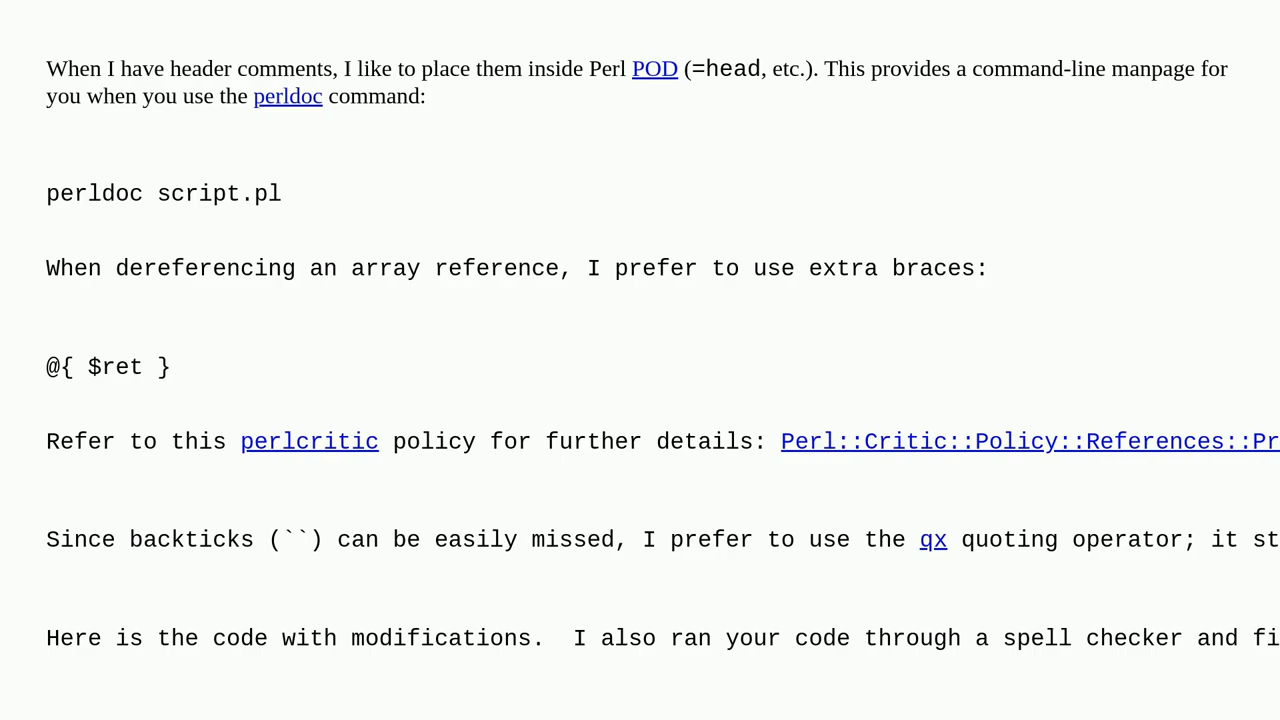 When I have header comments, I like to place them inside Perl POD (=head, etc.). This provides a command-line manpage for
you when you use the perldoc command:
perldoc script.pl
When dereferencing an array reference, I prefer to use extra braces:
@{ $ret }
Refer to this perlcritic policy for further details: Perl::Critic::Policy::References::Pr
Since backticks (``) can be easily missed, I prefer to use the qx quoting operator; it st
Here is the code with modifications.  I also ran your code through a spell checker and fi